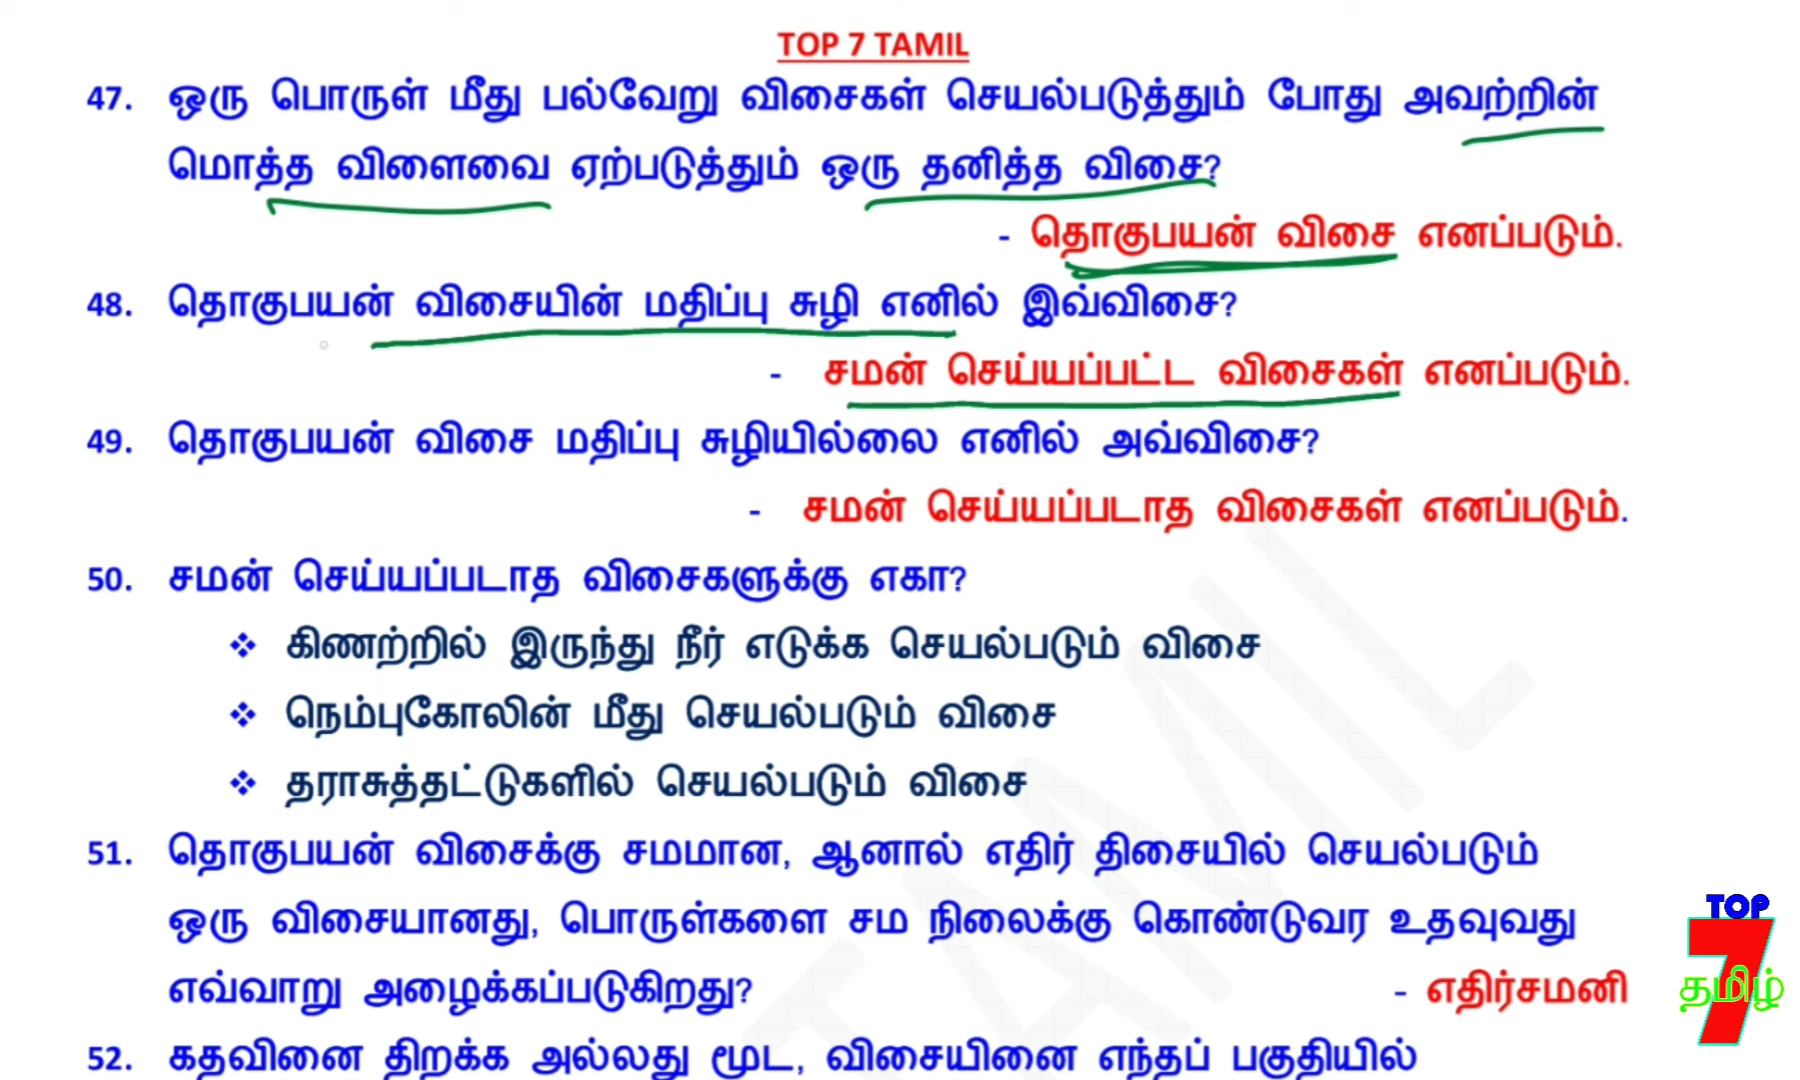 TOP 7 TAMIL
47. ஒரு பொருள் மீது பல்வேறு விசைகள் செயல்படுத்தும் போது அவற்றின்
மொத்த விளைவை ஏற்படுத்தும் ஒரு தனித்த விசை?
- தொகுபயன் விசை எனப்படும்.
48. தொகுபயன் விசையின் மதிப்பு சுழி எனில் இவ்விசை?
- சமன் செய்யப்பட்ட விசைகள் எனப்படும்.
49. தொகுபயன் விசை மதிப்பு சுழியில்லை எனில் அவ்விசை?
- சமன் செய்யப்படாத விசைகள் எனப்படும்.
50. சமன் செய்யப்படாத விசைகளுக்கு எகா?
❖ கிணற்றில் இருந்து நீர் எடுக்க செயல்படும் விசை
❖ நெம்புகோலின் மீது செயல்படும் விசை
❖ தராசுத்தட்டுகளில் செயல்படும் விசை
51. தொகுபயன் விசைக்கு சமமான, ஆனால் எதிர் திசையில் செயல்படும்
ஒரு விசையானது, பொருள்களை சம நிலைக்கு கொண்டுவர உதவுவது
எவ்வாறு அழைக்கப்படுகிறது? - எதிர்சமனி
52. கதவினை திறக்க அல்லது மூட, விசையினை எந்தப் பகுதியில்
TOP
7
தமிழ்
TAMIL